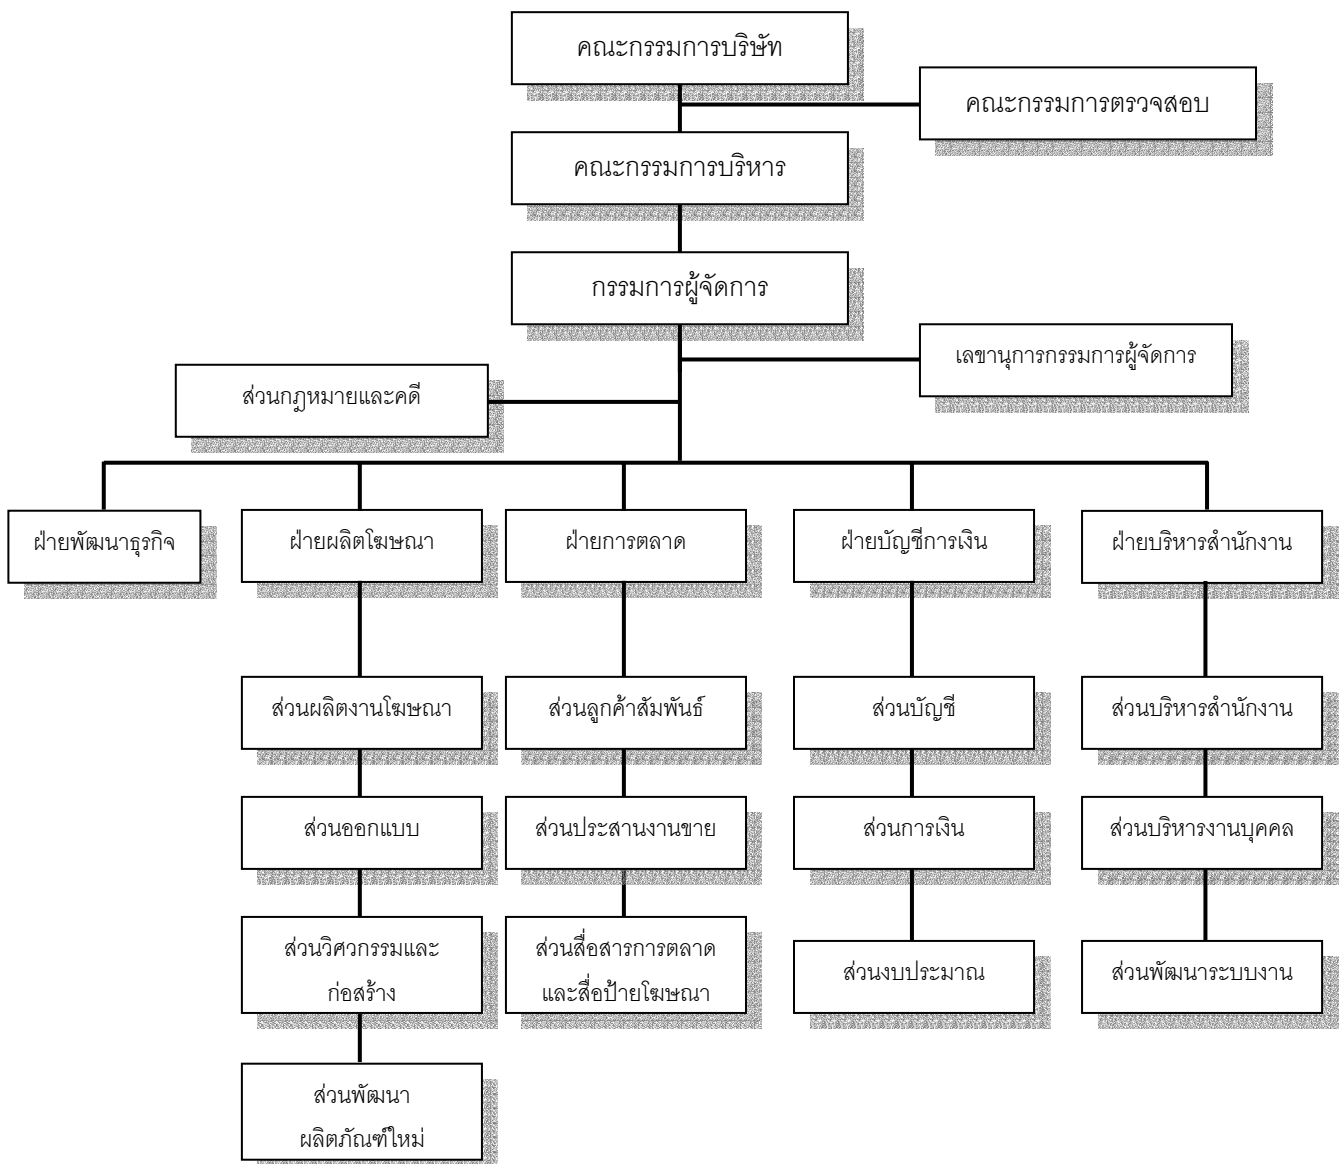 คณะกรรมการบริษัท
คณะกรรมการตรวจสอบ
คณะกรรมการบริหาร
กรรมการผู้จัดการ
เลขานุการกรรมการผู้จัดการ
ส่วนกฎหมายและคดี
ฝ่ายพัฒนาธุรกิจ
ฝ่ายผลิตโฆษณา
ฝ่ายการตลาด
ฝ่ายบัญชีการเงิน
ฝ่ายบริหารสำนักงาน
ส่วนผลิตงานโฆษณา
ส่วนลูกค้าสัมพันธ์
ส่วนบัญชี
ส่วนบริหารสำนักงาน
ส่วนออกแบบ
ส่วนประสานงานขาย
ส่วนการเงิน
ส่วนบริหารงานบุคคล
ส่วนวิศวกรรมและ
ก่อสร้าง
ส่วนสื่อสารการตลาด
และสื่อป้ายโฆษณา
ส่วนงบประมาณ
ส่วนพัฒนาระบบงาน
ส่วนพัฒนา
ผลิตภัณฑ์ใหม่